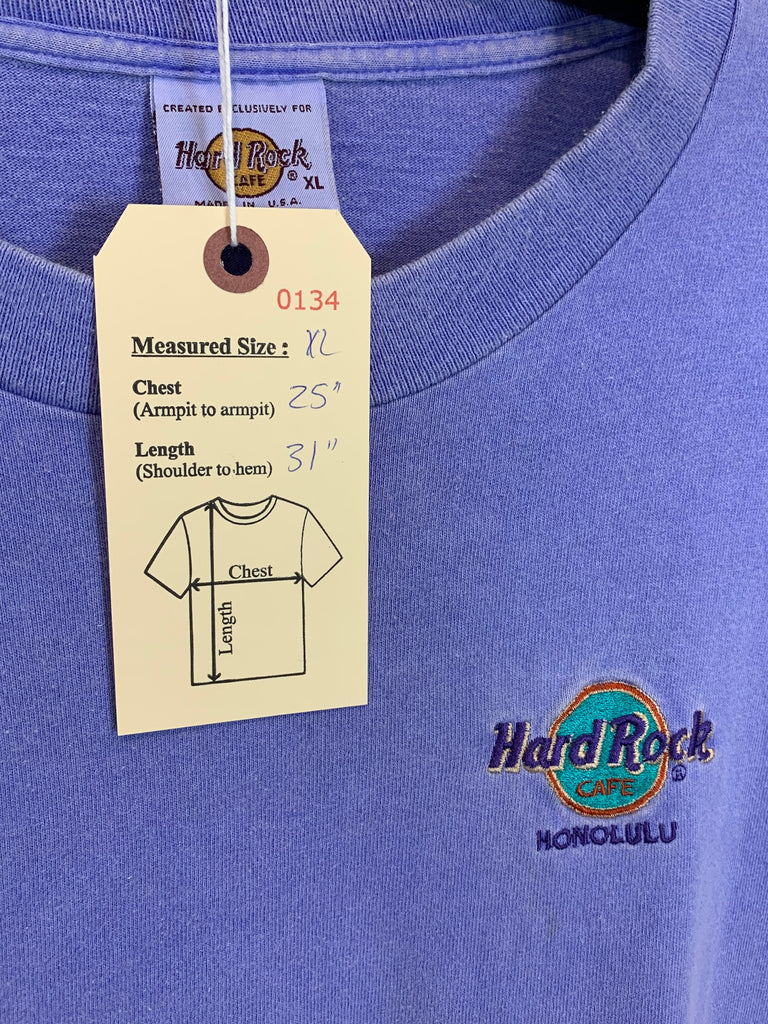 CREATED EXCLUSIVELY FOR
Hard Rock
CAFE ® XL
MADE IN U.S.A.
0134
Measured Size : XL
Chest
(Armpit to armpit) 25"
Length
(Shoulder to hem) 31"
Chest
Length
Hard Rock
CAFE ®
HONOLULU